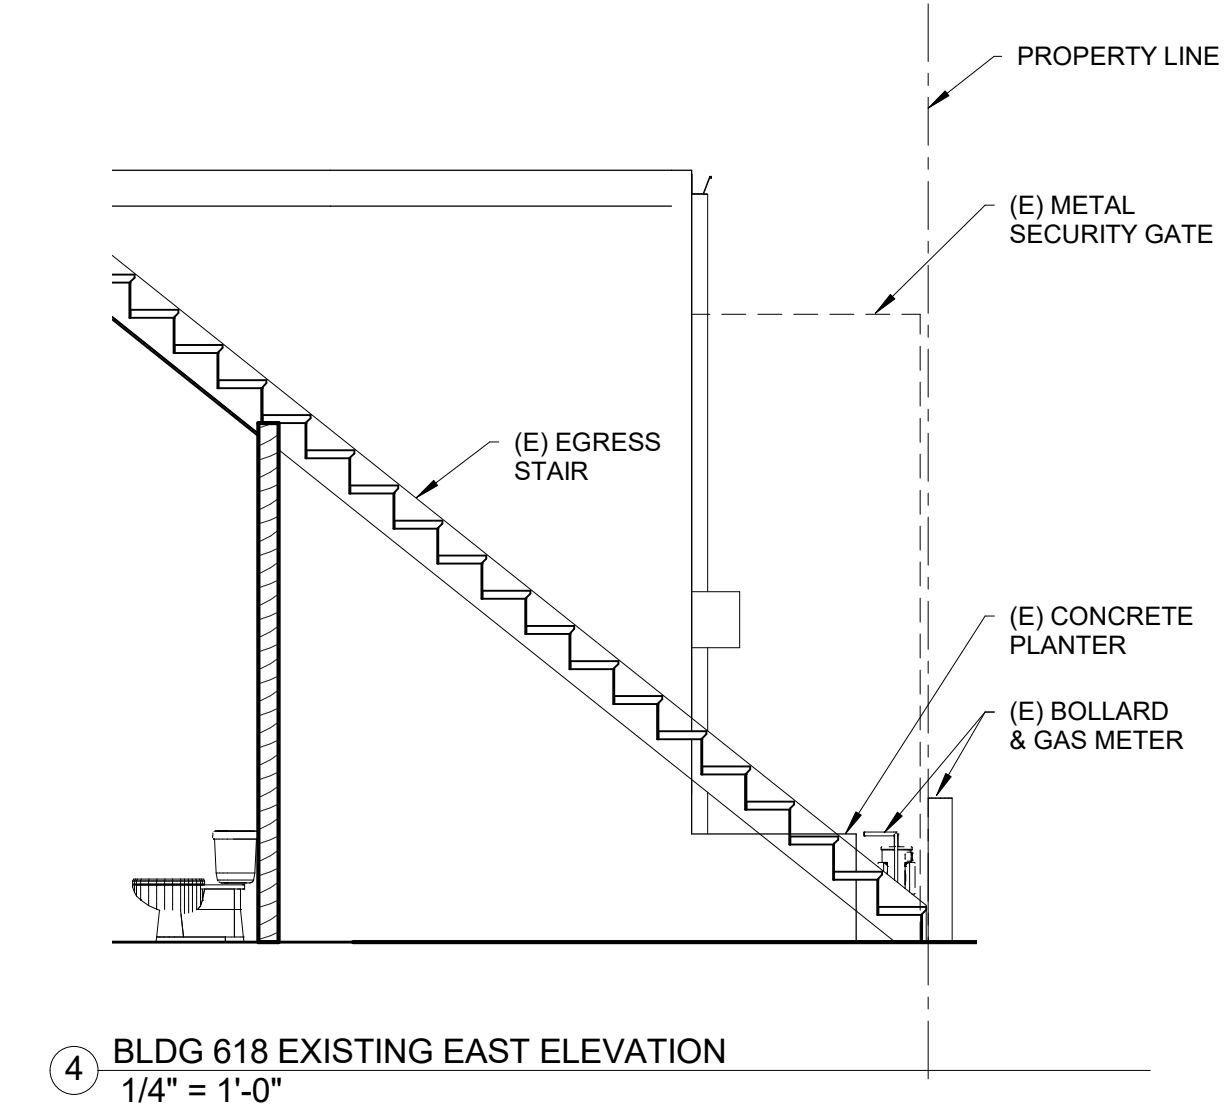 PROPERTY LINE
(E) METAL
SECURITY GATE
(E) EGRESS
STAIR
(E) CONCRETE
PLANTER
(E) BOLLARD
& GAS METER
4
BLDG 618 EXISTING EAST ELEVATION
1/4" = 1'-0"